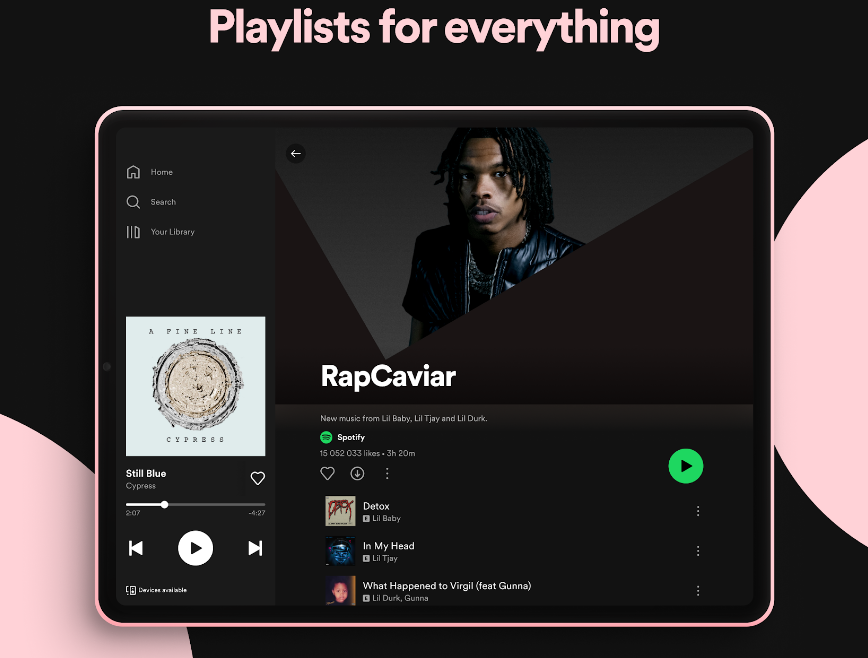 Playlists for everything
Home
Search
Your Library
A FINE LINE
CYPRESS
Still Blue
Cypress
2:07
-4:27
Devices available
RapCaviar
New music from Lil Baby, Lil Tjay and Lil Durk.
Spotify
15 052 033 likes • 3h 20m
Detox
E Lil Baby
In My Head
E Lil Tjay
What Happened to Virgil (feat Gunna)
E Lil Durk, Gunna